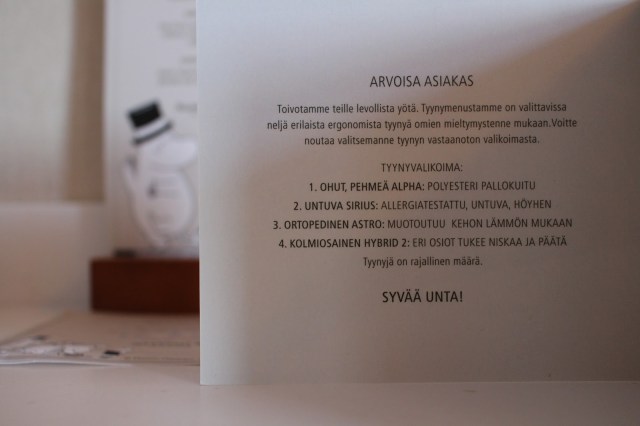 ARVOISA ASIAKAS
Toivotamme teille levollista yötä. Tyynymenustamme on valittavissa
neljä erilaista ergonomista tyynyä omien mieltymystenne mukaan. Voitte
noutaa valitsemanne tyynyn vastaanoton valikoimasta.
TYYNYVALIKOIMA:
1. OHUT, PEHMEÄ ALPHA: POLYESTERI PALLOKUITU
2. UNTUVA SIRIUS: ALLERGIATESTATTU, UNTUVA, HÖYHEN
3. ORTOPEDINEN ASTRO: MUOTOUTUU KEHON LÄMMÖN MUKAAN
4. KOLMIOSAINEN HYBRID 2: ERI OSIOT TUKEE NISKAA JA PÄÄTÄ
Tyynyjä on rajallinen määrä.
SYVÄÄ UNTA!